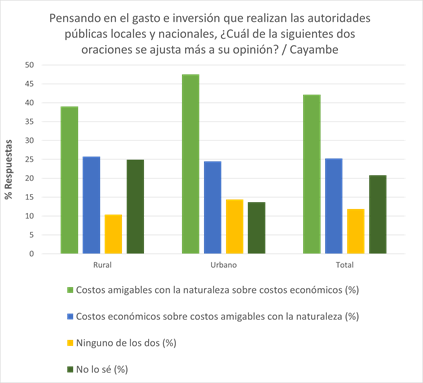 Pensando en el gasto e inversión que realizan las autoridades
públicas locales y nacionales, ¿Cuál de la siguientes dos
oraciones se ajusta más a su opinión? / Cayambe
50
45
40
35
30
25
20
15
10
5
0
% Respuestas
Rural
Urbano
Total
Costos amigables con la naturaleza sobre costos económicos (%)
Costos económicos sobre costos amigables con la naturaleza (%)
Ninguno de los dos (%)
No lo sé (%)